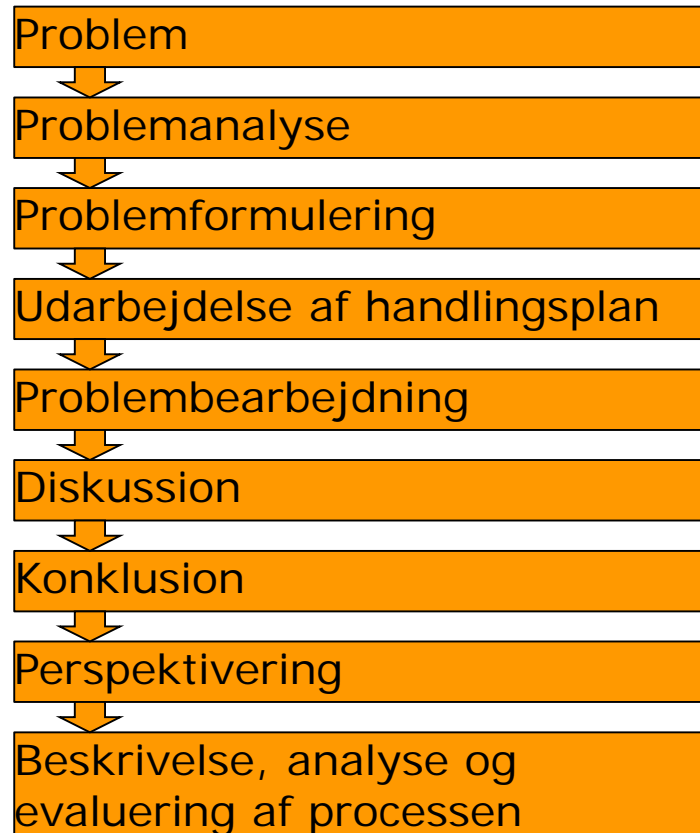 Problem
Problemanalyse
Problemformulering
Udarbejdelse af handlingsplan
Problembearbejdning
Diskussion
Konklusion
Perspektivering
Beskrivelse, analyse og
evaluering af processen